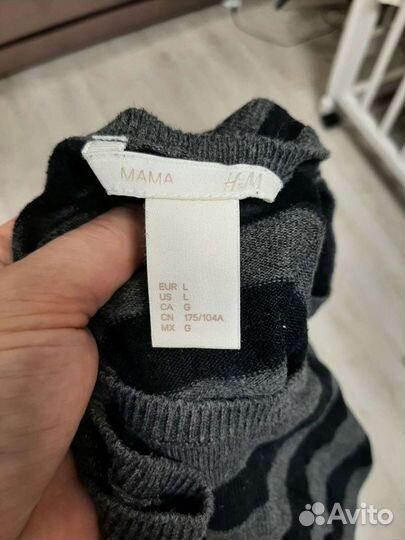 MAMA H&M
EUR L
US L
CA G
CN 175/104A
MX G
Avito